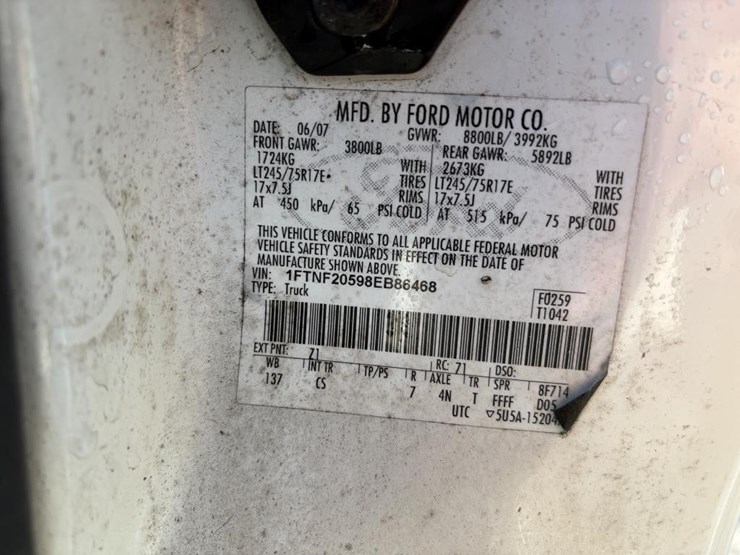 MFD. BY FORD MOTOR CO.
DATE: 06/07 GVWR: 8800LB/3992KG
FRONT GAWR: 3800LB REAR GAWR: 5892LB
1724KG WITH 2673KG WITH
LT245/75R17E TIRES LT245/75R17E TIRES
17x7.5J RIMS 17x7.5J RIMS
AT 450 kPa/ 65 PSI COLD AT 515 kPa/ 75 PSI COLD
THIS VEHICLE CONFORMS TO ALL APPLICABLE FEDERAL MOTOR
VEHICLE SAFETY STANDARDS IN EFFECT ON THE DATE OF
MANUFACTURE SHOWN ABOVE.
VIN: 1FTNF20598EB86468
TYPE: Truck
F0259
T1042
EXT PNT: Z1 RC: 71 DSO:
WB INT TR TP/PS R AXLE TR SPR 8F714
137 CS 7 4N T FFFF D05
UTC ▽5U5A-1520